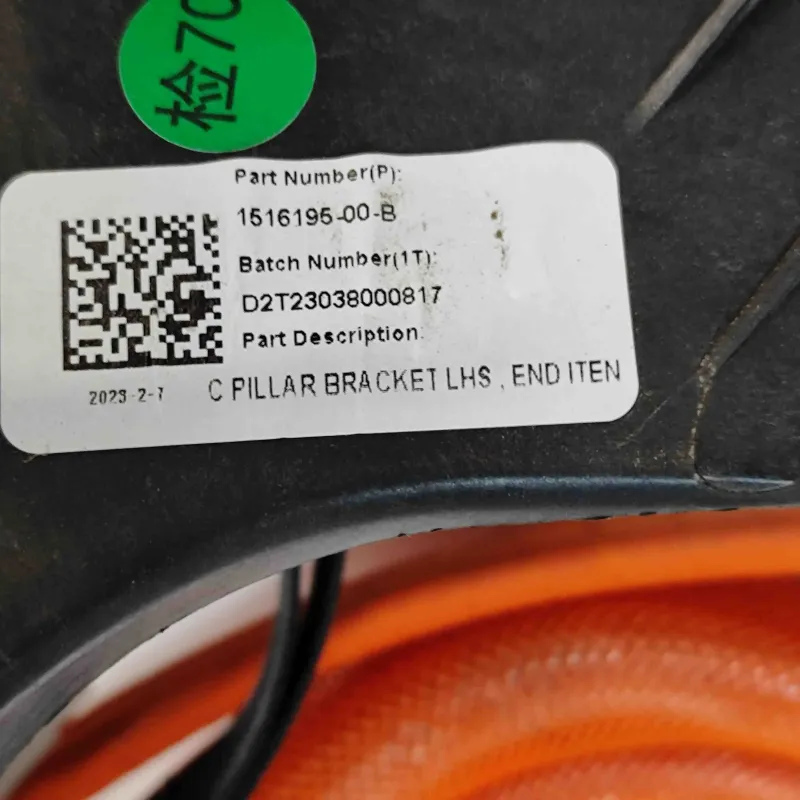 检70
Part Number(P):
1516195-00-B
Batch Number(1T):
D2T23038000817
Part Description:
2023-2-7
C PILLAR BRACKET LHS , END ITEN